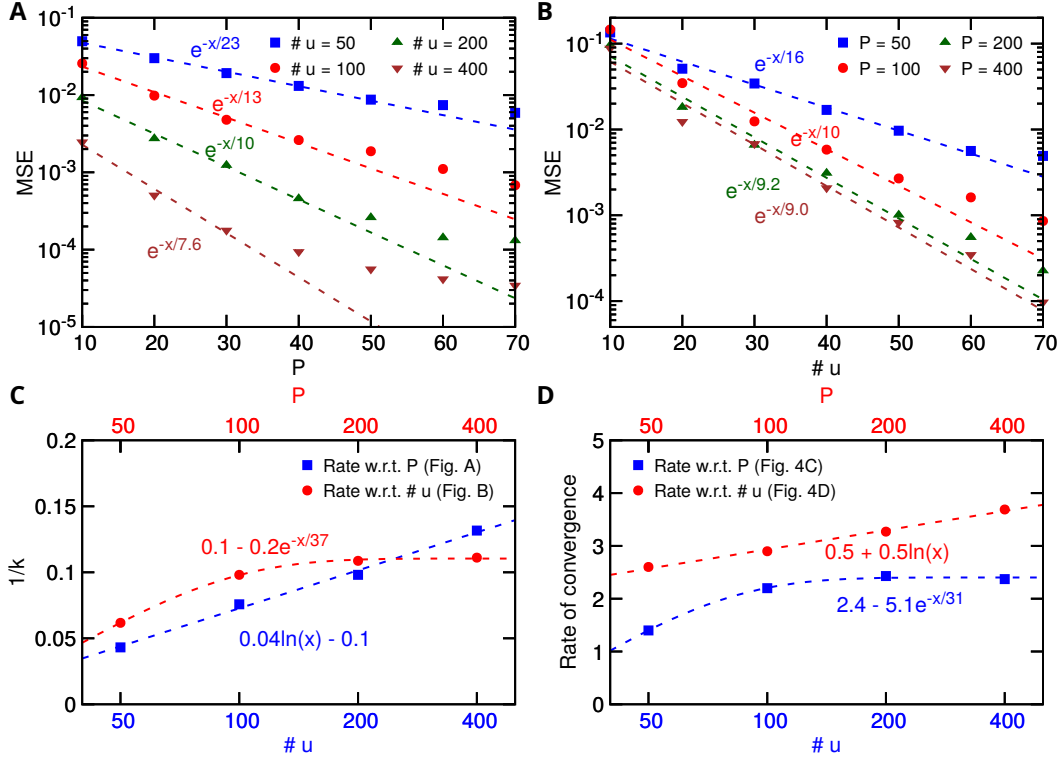 A
10⁻¹
10⁻²
10⁻³
10⁻⁴
10⁻⁵
MSE
e^-x/23
e^-x/13
e^-x/10
e^-x/7.6
# u = 50
# u = 100
# u = 200
# u = 400
10 20 30 40 50 60 70
P
B
10⁻¹
10⁻²
10⁻³
10⁻⁴
MSE
e^-x/16
e^-x/10
e^-x/9.2
e^-x/9.0
P = 50
P = 100
P = 200
P = 400
10 20 30 40 50 60 70
# u
C
P
50 100 200 400
0.2
0.15
0.1
0.05
0
1/k
Rate w.r.t. P (Fig. A)
Rate w.r.t. # u (Fig. B)
0.1 - 0.2e^-x/37
0.04ln(x) - 0.1
50 100 200 400
# u
D
P
50 100 200 400
5
4
3
2
1
0
Rate of convergence
Rate w.r.t. P (Fig. 4C)
Rate w.r.t. # u (Fig. 4D)
0.5 + 0.5ln(x)
2.4 - 5.1e^-x/31
50 100 200 400
# u